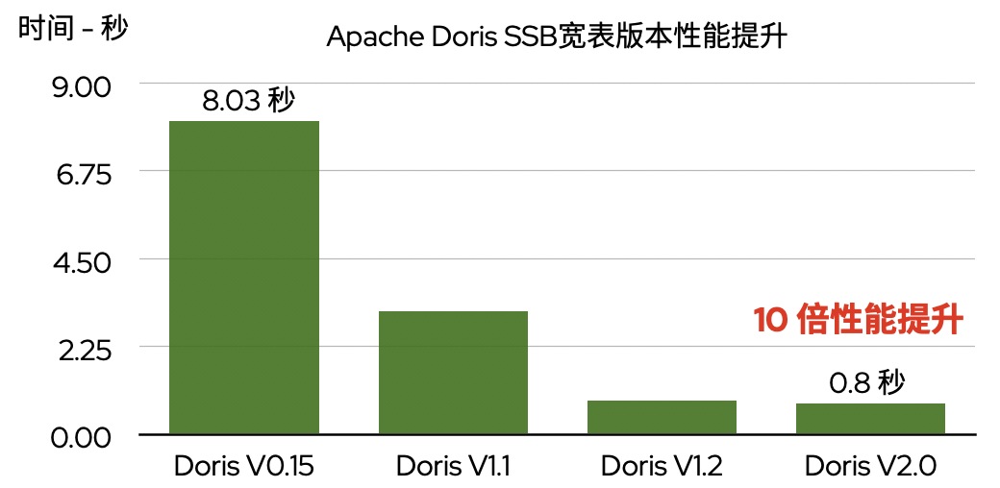 时间 - 秒
Apache Doris SSB宽表版本性能提升
9.00
8.03 秒
6.75
4.50
10 倍性能提升
2.25
0.8 秒
0.00
Doris V0.15
Doris V1.1
Doris V1.2
Doris V2.0